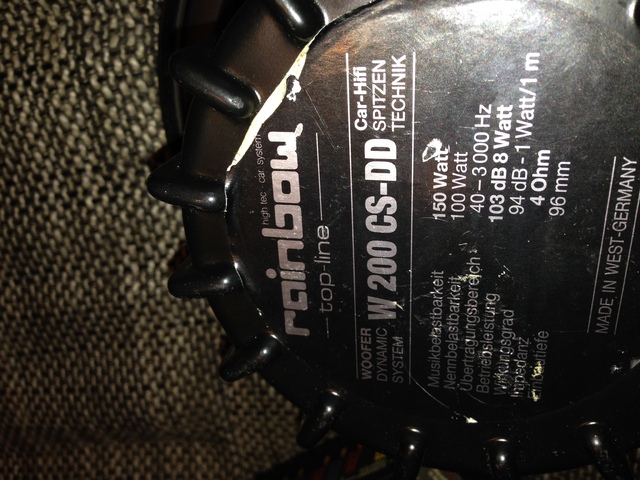 rainbow
high tec car system
top-line
WOOFER DYNAMIC SYSTEM
W 200 CS-DD
Car-Hifi SPITZEN TECHNIK
Musikbelastbarkeit 150 Watt
Nennbelastbarkeit 100 Watt
Übertragungsbereich 40-3000 Hz
Betriebsleistung 103 dB 8 Watt
Wirkungsgrad 94 dB - 1 Watt/1 m
Impedanz 4 Ohm
Einbautiefe 96 mm
MADE IN WEST-GERMANY